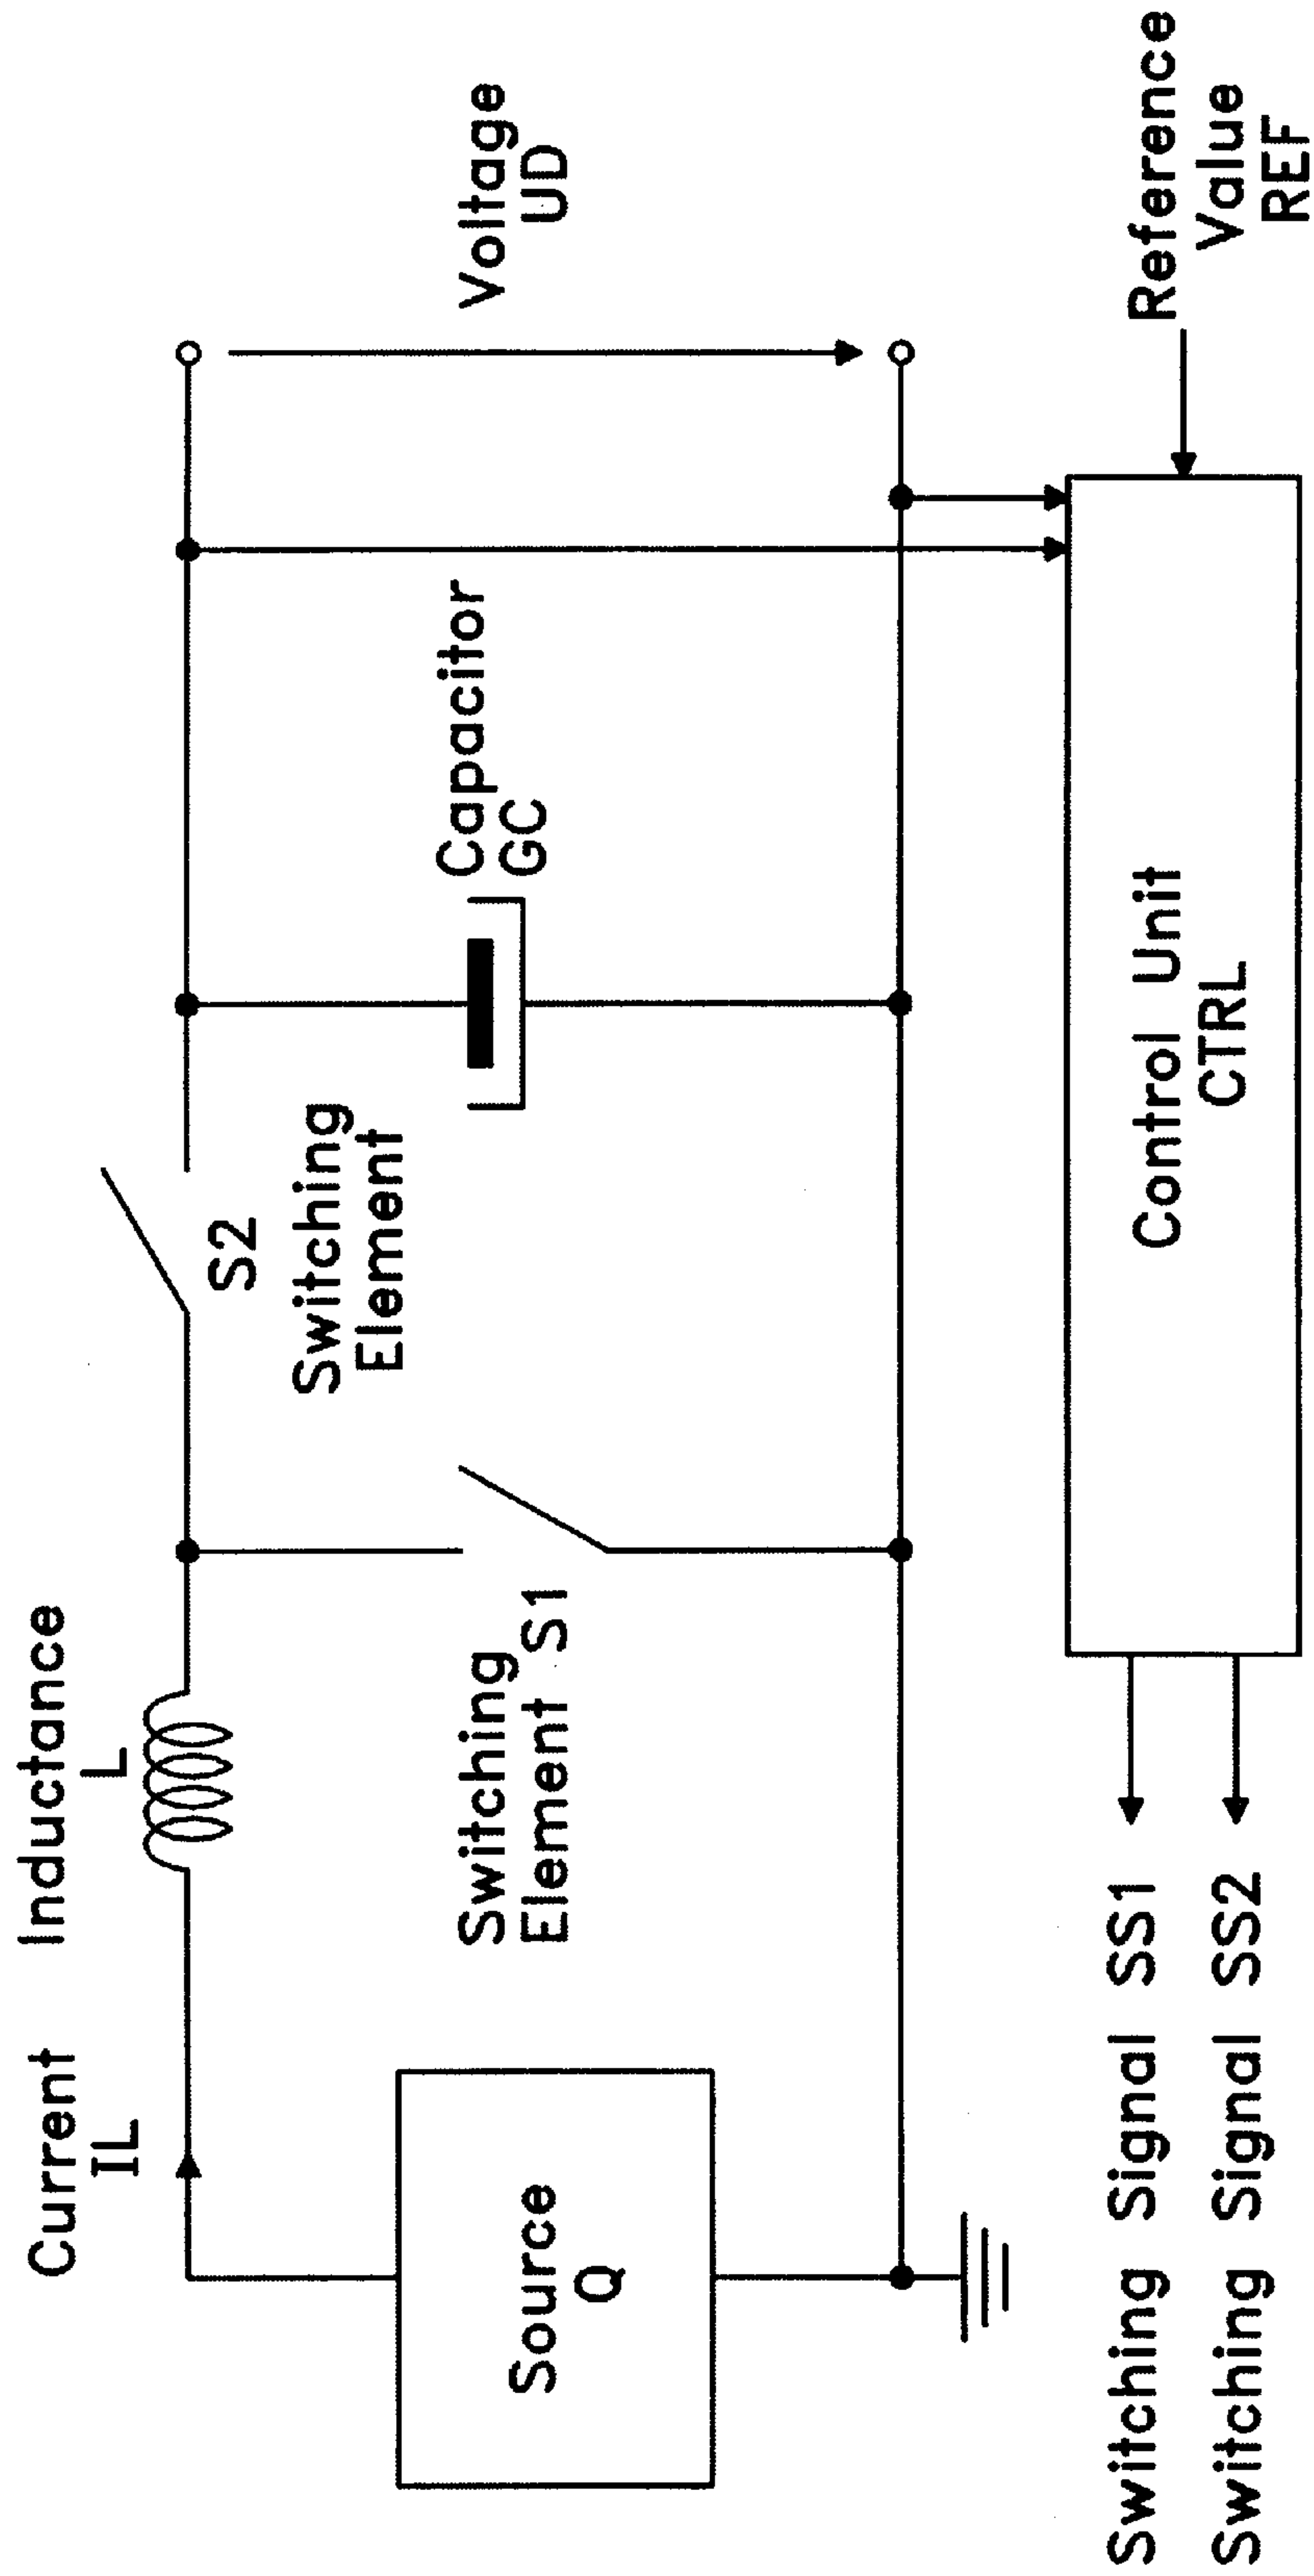 Current
IL
Inductance
L
S2
Switching
Element
Voltage
UD
Capacitor
GC
Switching
Element S1
Source
Q
Control Unit
CTRL
Reference
Value
REF
Switching Signal SS1
Switching Signal SS2